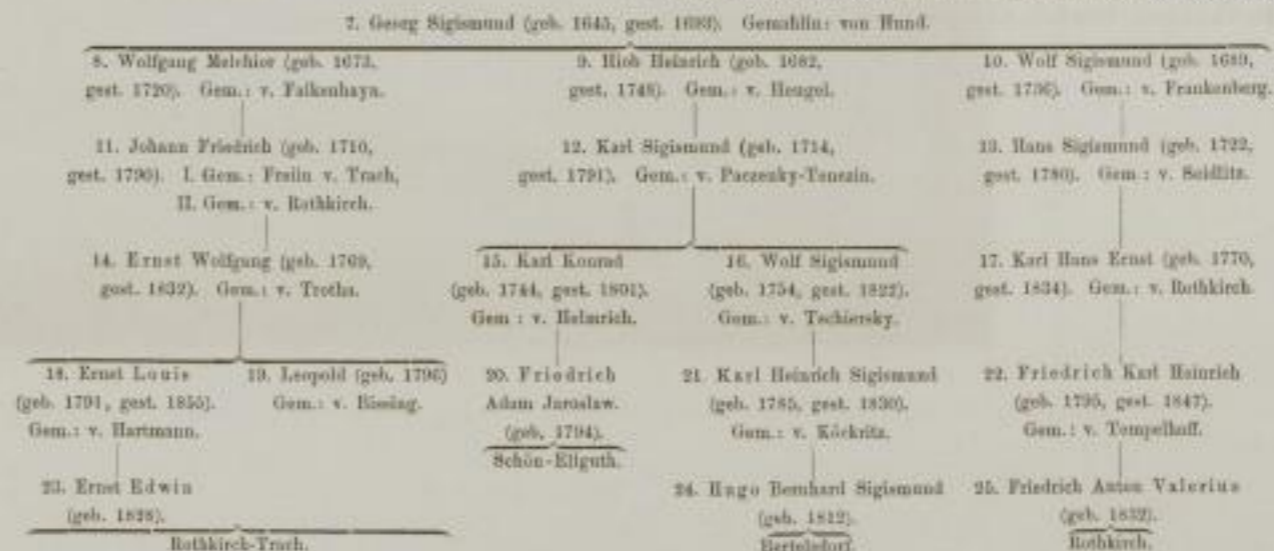 7. Georg Sigismund (geb. 1645, gest. 1693). Gemahlin: von Hund.
8. Wolfgang Melchior (geb. 1673,
gest. 1720). Gem.: v. Falkenhayn.
9. Hiob Heinrich (geb. 1682,
gest. 1748). Gem.: v. Heugel.
10. Wolf Sigismund (geb. 1689,
gest. 1736). Gem.: v. Frankenberg.
11. Johann Friedrich (geb. 1710,
gest. 1790). I. Gem.: Freiin v. Trach,
II. Gem.: v. Rothkirch.
12. Karl Sigismund (geb. 1714,
gest. 1791). Gem.: v. Paczenky-Tenczin.
13. Hans Sigismund (geb. 1722,
gest. 1780). Gem : v. Seidlitz.
14. Ernst Wolfgang (geb. 1769,
gest. 1832). Gem.: v. Trotha.
15. Karl Konrad
(geb. 1744, gest. 1801).
Gem : v. Helmrich.
16. Wolf Sigismund
(geb. 1754, gest. 1822).
Gem.: v. Tschiersky.
17. Karl Hans Ernst (geb. 1770,
gest. 1834). Gem.: v. Rothkirch
18. Ernst Louis
(geb. 1791, gest. 1855).
Gem.: v. Hartmann.
19. Leopold (geb. 1796)
Gem.: v. Bissing.
20. Friedrich
Adam Jaroslaw.
(geb. 1794).
Schön-Ellguth.
21. Karl Heinrich Sigismund
(geb. 1785, gest. 1830).
Gem.: v. Köckritz.
22. Friedrich Karl Heinrich
(geb. 1795, gest. 1847).
Gem.: v. Tempelhoff.
23. Ernst Edwin
(geb. 1828).
Rothkirch-Trach.
24. Hugo Bernhard Sigismund
(geb. 1812).
Bertelsdorf.
25. Friedrich Anton Valerius
(geb. 1832).
Rothkirch.